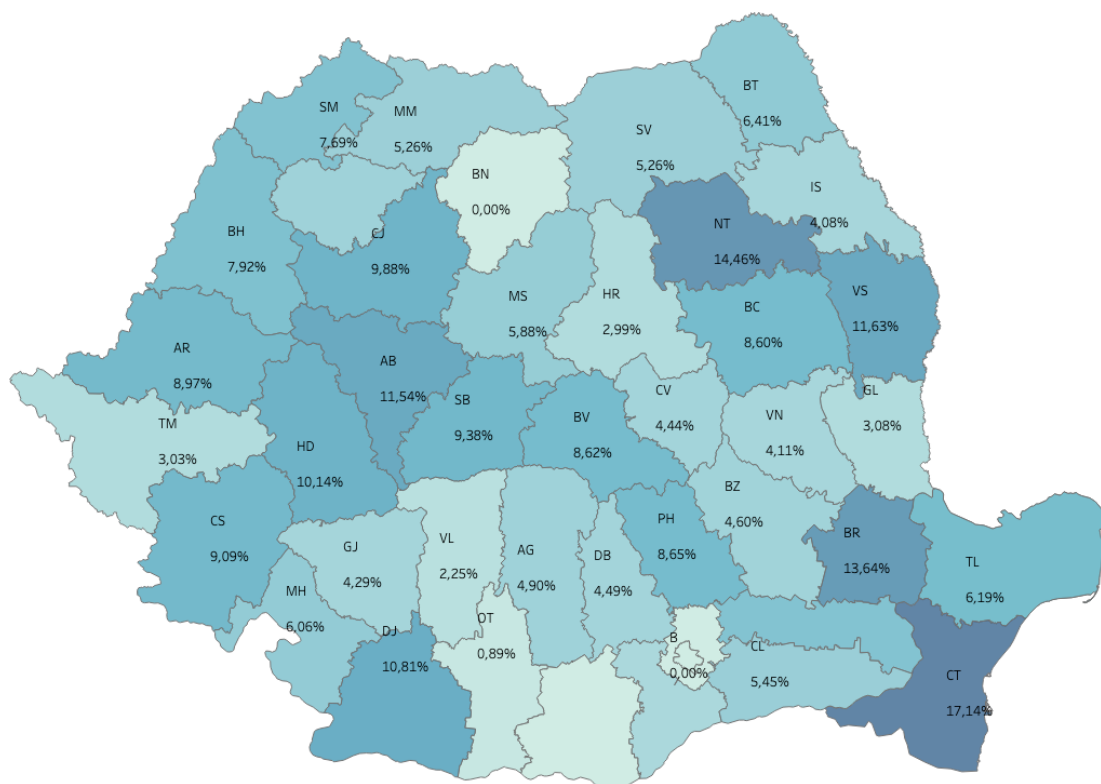 BT
6,41%
SM
7,69%
MM
5,26%
SV
5,26%
BN
0,00%
IS
4,08%
NT
14,46%
BH
7,92%
CJ
9,88%
MS
5,88%
HR
2,99%
BC
8,60%
VS
11,63%
AR
8,97%
AB
11,54%
SB
9,38%
BV
8,62%
CV
4,44%
VN
4,11%
GL
3,08%
TM
3,03%
HD
10,14%
CS
9,09%
GJ
4,29%
VL
2,25%
AG
4,90%
DB
4,49%
PH
8,65%
BZ
4,60%
BR
13,64%
TL
6,19%
MH
6,06%
DJ
10,81%
OT
0,89%
B
0,00%
CL
5,45%
CT
17,14%